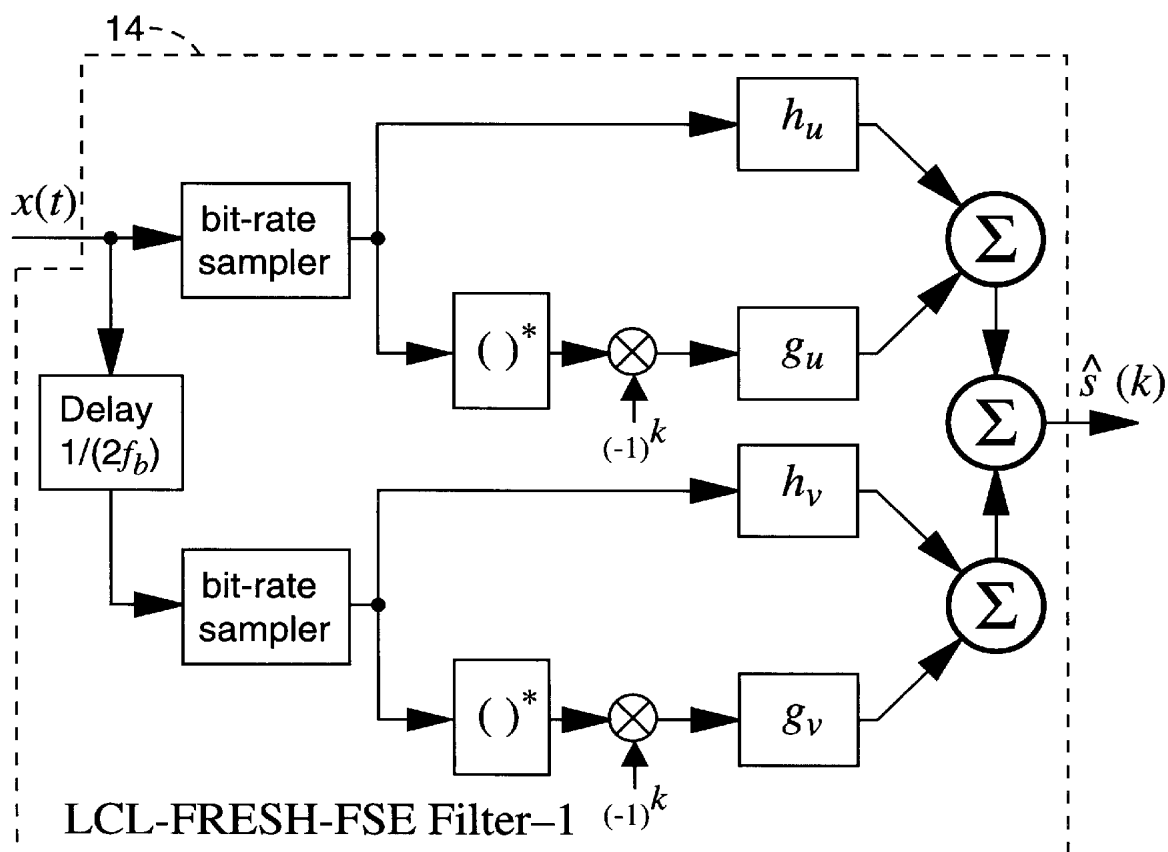 14
x(t)
bit-rate
sampler
h_u
Σ
( )*
(-1)^k
g_u
Delay
1/(2f_b)
Σ
ŝ (k)
bit-rate
sampler
h_v
Σ
( )*
(-1)^k
g_v
LCL-FRESH-FSE Filter–1